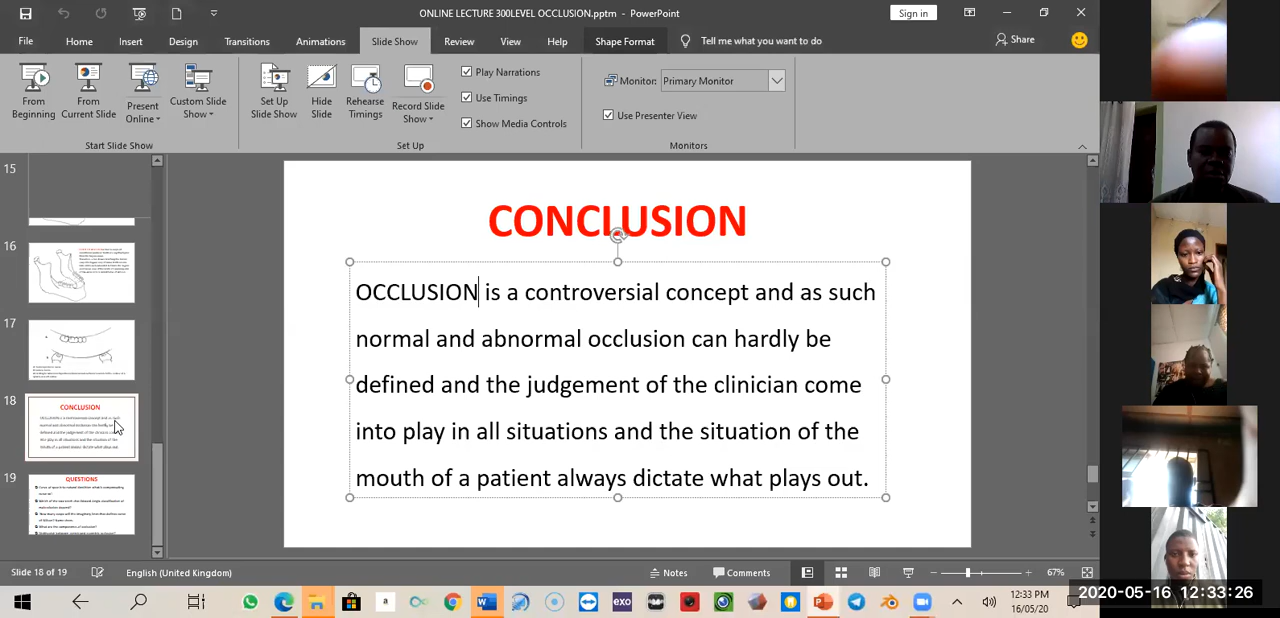 ONLINE LECTURE 300LEVEL OCCLUSION.pptm - PowerPoint
Sign in
File Home Insert Design Transitions Animations Slide Show Review View Help Shape Format Tell me what you want to do Share
From Beginning
From Current Slide
Present Online
Custom Slide Show
Set Up Slide Show
Hide Slide
Rehearse Timings
Record Slide Show
Play Narrations
Use Timings
Show Media Controls
Monitor: Primary Monitor
Use Presenter View
Start Slide Show Set Up Monitors
15
16
17
18
CONCLUSION
19
QUESTIONS
CONCLUSION
OCCLUSION is a controversial concept and as such
normal and abnormal occlusion can hardly be
defined and the judgement of the clinician come
into play in all situations and the situation of the
mouth of a patient always dictate what plays out.
Slide 18 of 19 English (United Kingdom) Notes Comments 67%
a exo
12:33 PM
16/05/20
2020-05-16 12:33:26